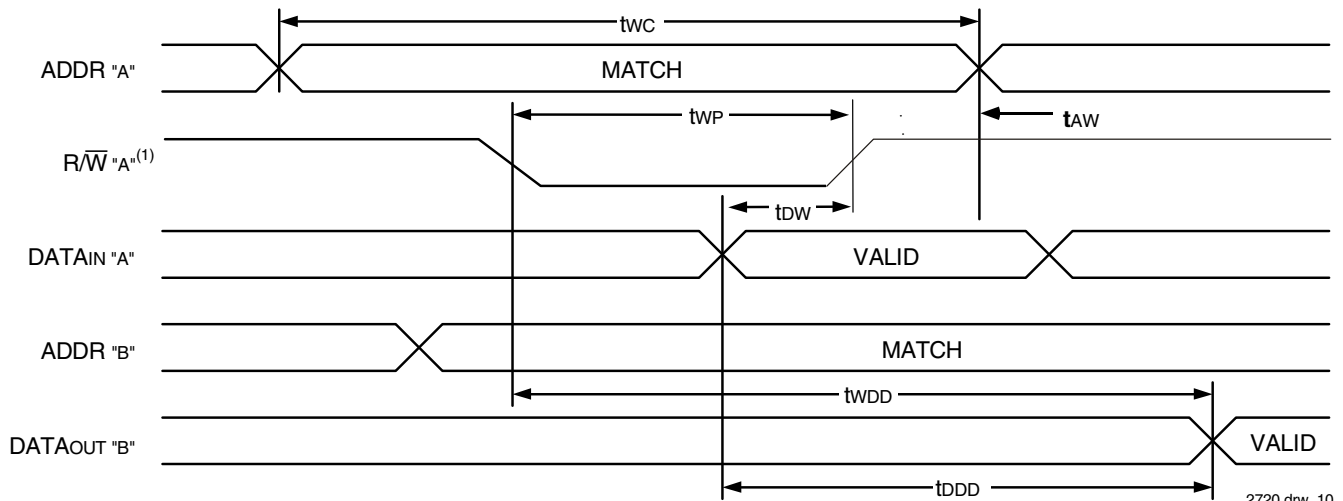 tWC
ADDR "A"
MATCH
tWP
tAW
R/W̅ "A"(1)
tDW
DATAIN "A"
VALID
ADDR "B"
MATCH
tWDD
DATAOUT "B"
VALID
tDDD
2720 drw 10